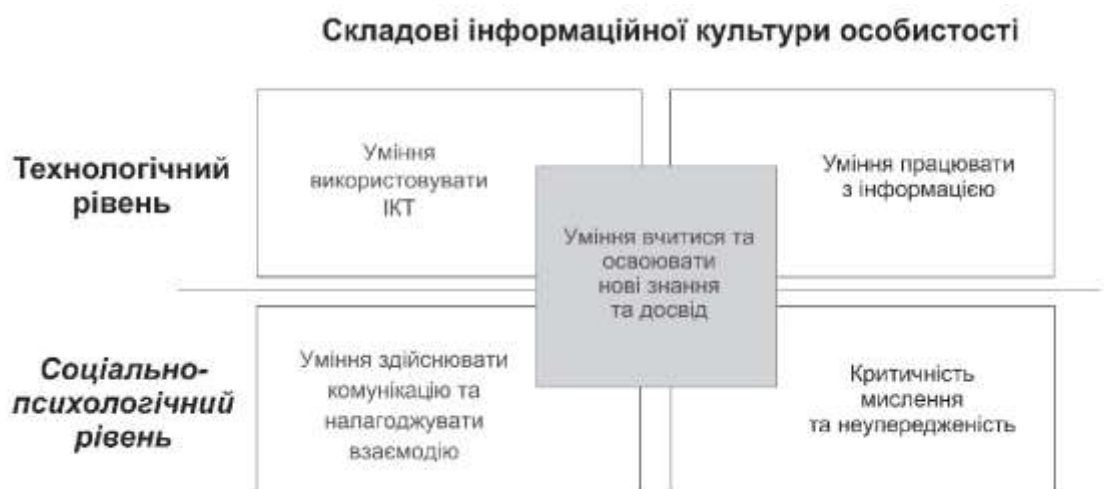 Складові інформаційної культури особистості
Технологічний
рівень
Уміння
використовувати
ІКТ
Уміння працювати
з інформацією
Уміння вчитися та
освоювати
нові знання
та досвід
Соціально-
психологічний
рівень
Уміння здійснювати
комунікацію та
налагоджувати
взаємодію
Критичність
мислення
та неупередженість